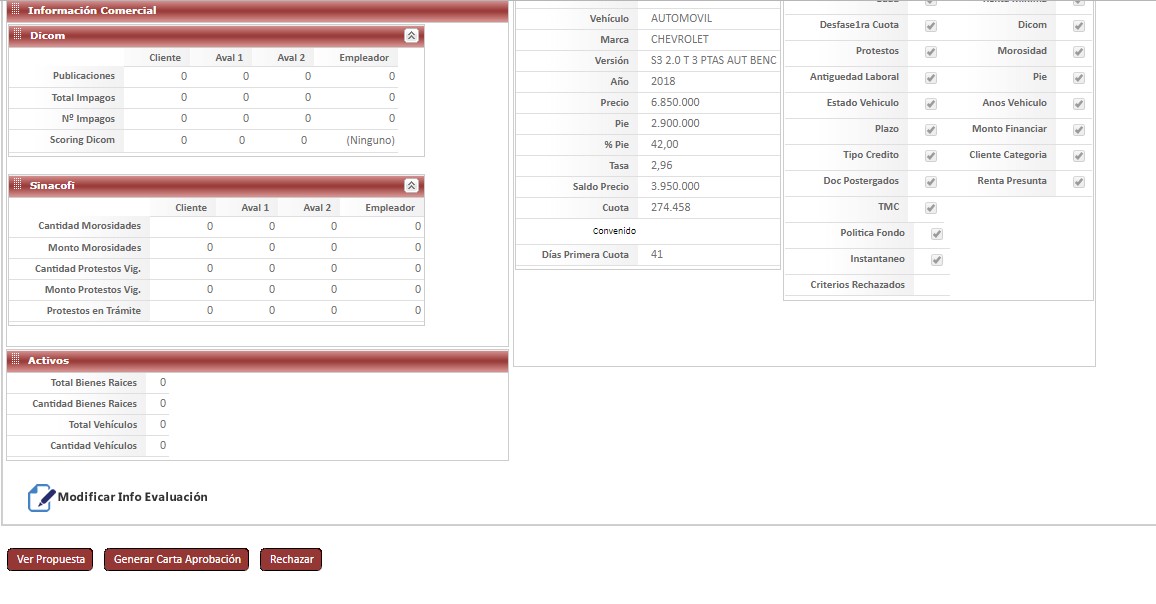 Información Comercial
Dicom
Cliente Aval 1 Aval 2 Empleador
Publicaciones 0 0 0 0
Total Impagos 0 0 0 0
Nº Impagos 0 0 0 0
Scoring Dicom 0 0 0 (Ninguno)
Sinacofi
Cliente Aval 1 Aval 2 Empleador
Cantidad Morosidades 0 0 0 0
Monto Morosidades 0 0 0 0
Cantidad Protestos Vig. 0 0 0 0
Monto Protestos Vig. 0 0 0 0
Protestos en Trámite 0 0 0 0
Activos
Total Bienes Raices 0
Cantidad Bienes Raices 0
Total Vehículos 0
Cantidad Vehículos 0
Modificar Info Evaluación
Vehículo AUTOMOVIL
Marca CHEVROLET
Versión S3 2.0 T 3 PTAS AUT BENC
Año 2018
Precio 6.850.000
Pie 2.900.000
% Pie 42,00
Tasa 2,96
Saldo Precio 3.950.000
Cuota 274.458
Convenido
Días Primera Cuota 41
Desfase1ra Cuota Dicom
Protestos Morosidad
Antiguedad Laboral Pie
Estado Vehiculo Anos Vehiculo
Plazo Monto Financiar
Tipo Credito Cliente Categoria
Doc Postergados Renta Presunta
TMC
Politica Fondo
Instantaneo
Criterios Rechazados
Ver Propuesta Generar Carta Aprobación Rechazar